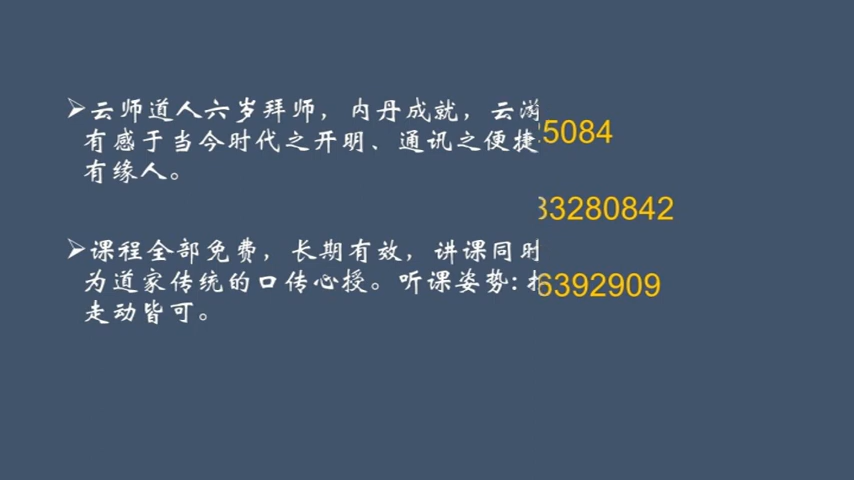 ➢云师道人六岁拜师，内丹成就，云游
有感于当今时代之开明、通讯之便捷
有缘人。
➢课程全部免费，长期有效，讲课同时
为道家传统的口传心授。听课姿势:
走动皆可。
5084
33280842
6392909